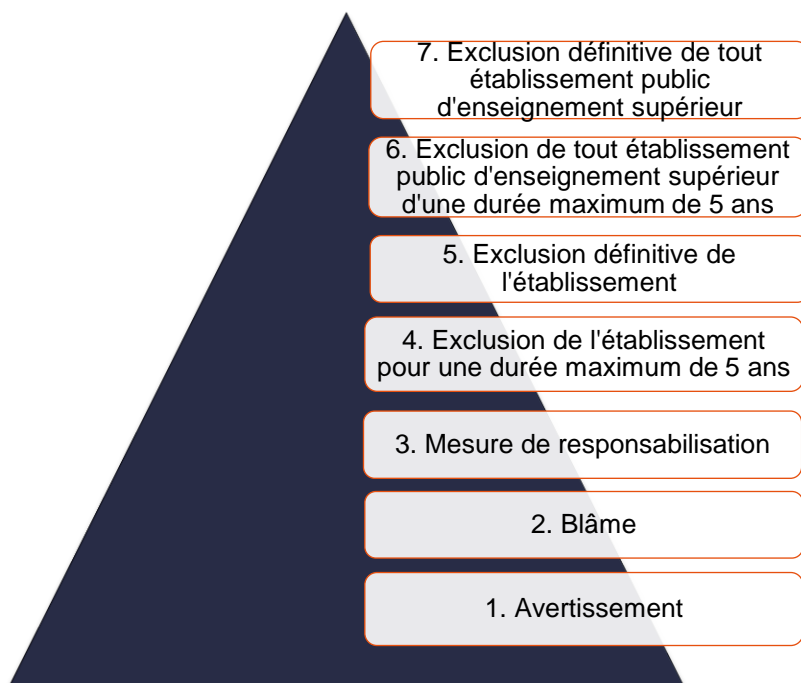 7. Exclusion définitive de tout
établissement public
d'enseignement supérieur
6. Exclusion de tout établissement
public d'enseignement supérieur
d'une durée maximum de 5 ans
5. Exclusion définitive de
l'établissement
4. Exclusion de l'établissement
pour une durée maximum de 5 ans
3. Mesure de responsabilisation
2. Blâme
1. Avertissement